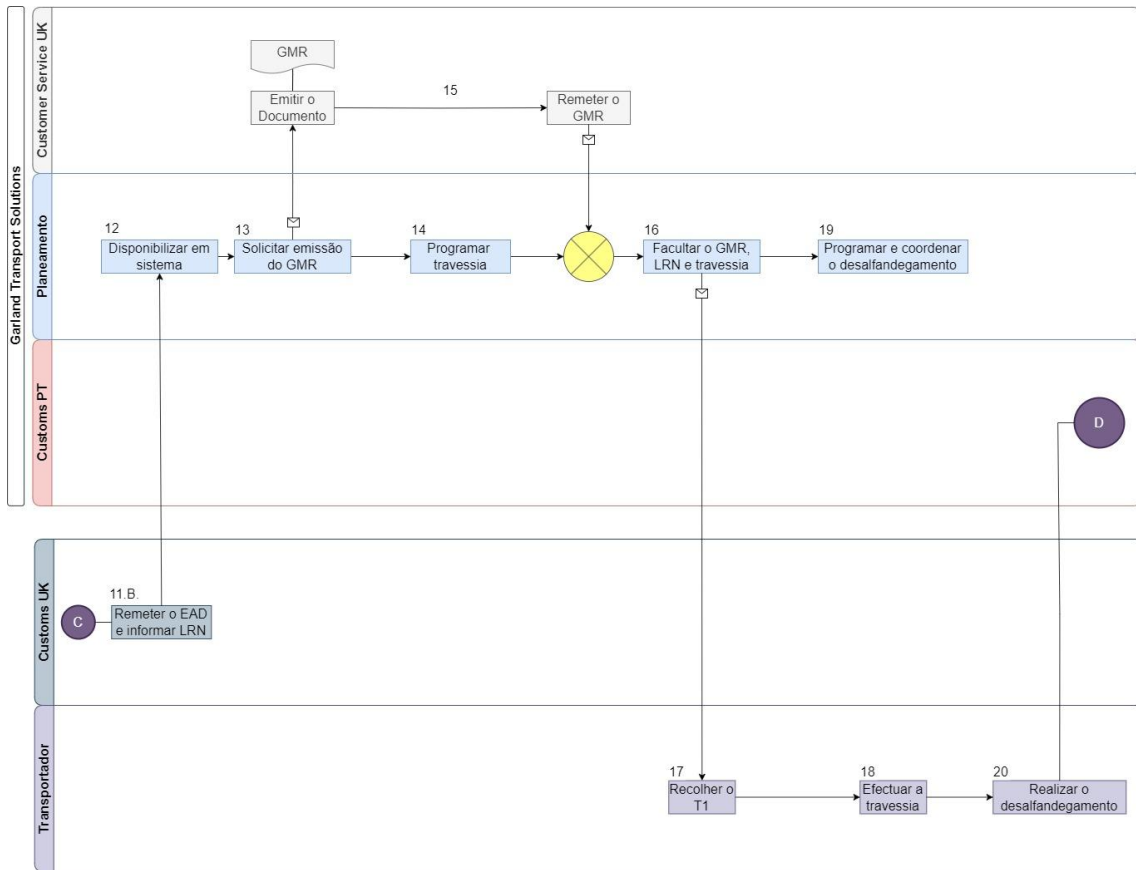 Garland Transport Solutions
Customer Service UK
GMR
Emitir o
Documento
15
Remeter o
GMR
Planeamento
12
Disponibilizar em
sistema
13
Solicitar emissão
do GMR
14
Programar
travessia
16
Facultar o GMR,
LRN e travessia
19
Programar e coordenar
o desalfandegamento
Customs PT
D
Customs UK
C
11.B.
Remeter o EAD
e informar LRN
Transportador
17
Recolher o
T1
18
Efectuar a
travessia
20
Realizar o
desalfandegamento